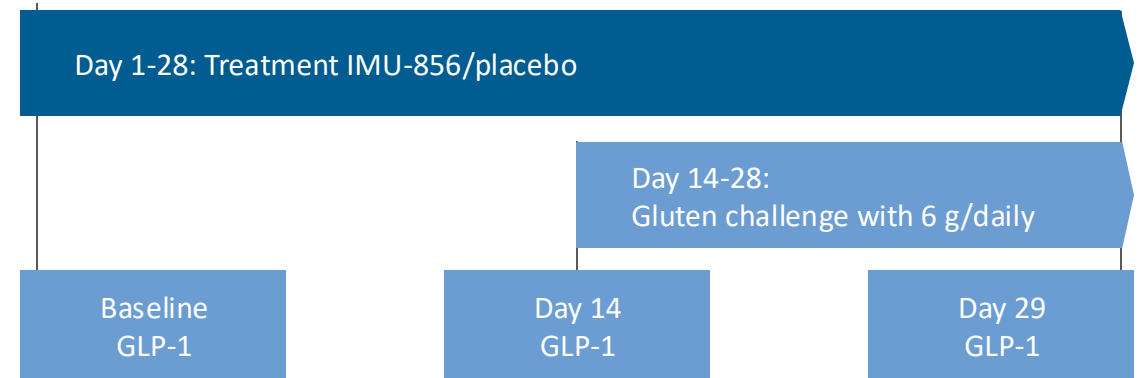 Day 1-28: Treatment IMU-856/placebo
Day 14-28:
Gluten challenge with 6 g/daily
Baseline
GLP-1
Day 14
GLP-1
Day 29
GLP-1